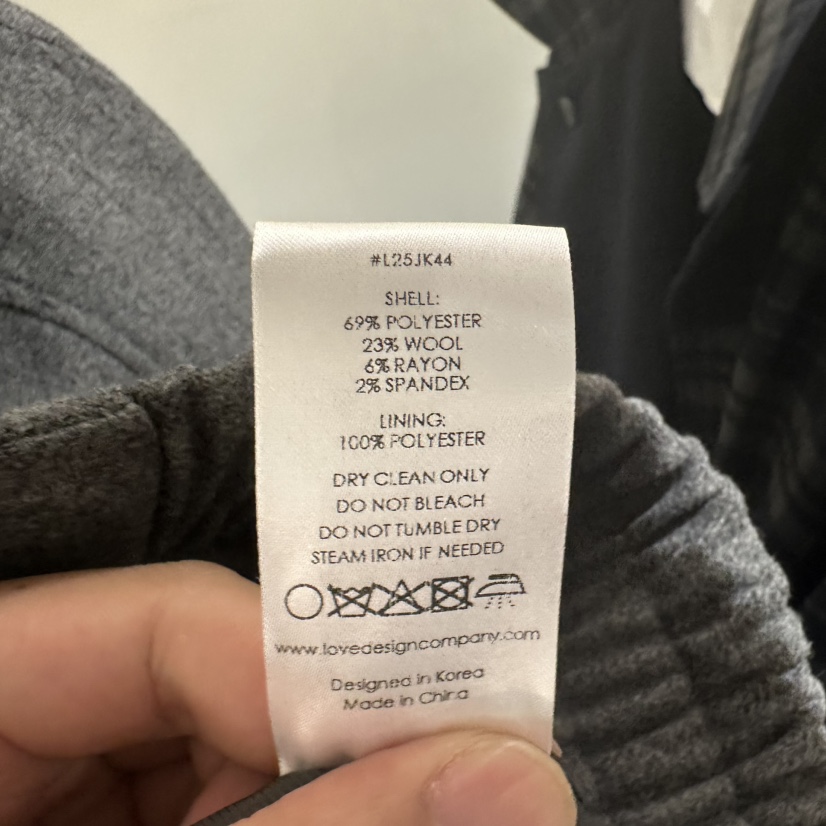 #L25JK44
SHELL:
69% POLYESTER
23% WOOL
6% RAYON
2% SPANDEX
LINING:
100% POLYESTER
DRY CLEAN ONLY
DO NOT BLEACH
DO NOT TUMBLE DRY
STEAM IRON IF NEEDED
www.lovedesigncompany.com
Designed in Korea
Made in China